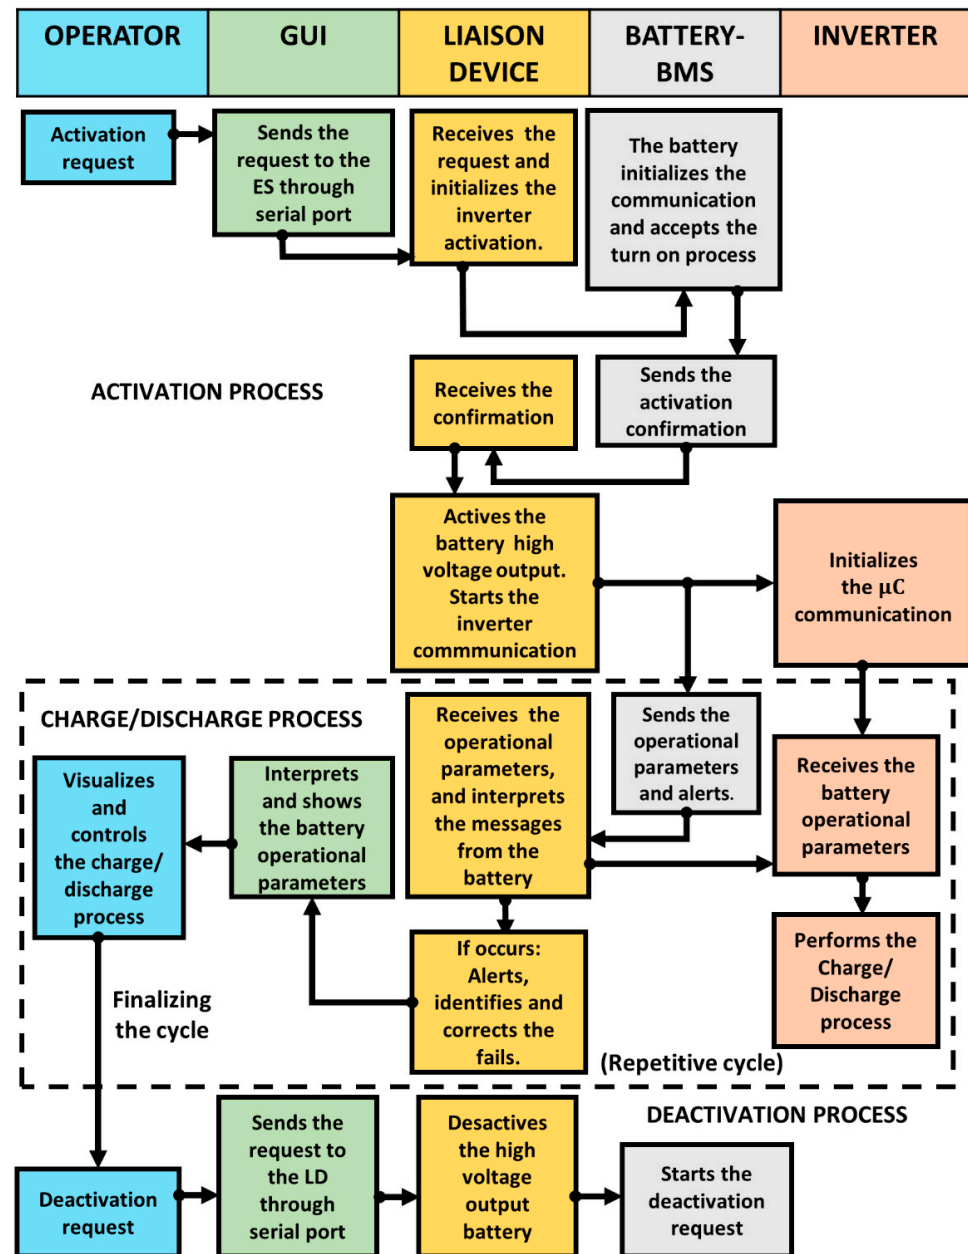 OPERATOR
GUI
LIAISON
DEVICE
BATTERY-
BMS
INVERTER
Activation
request
Sends the
request to the
ES through
serial port
Receives the
request and
initializes the
inverter
activation.
The battery
initializes the
communication
and accepts the
turn on process
ACTIVATION PROCESS
Receives the
confirmation
Sends the
activation
confirmation
Actives the
battery high
voltage output.
Starts the
inverter
commmunication
Initializes
the μC
communicatinon
CHARGE/DISCHARGE PROCESS
Visualizes
and
controls
the charge/
discharge
process
Interprets
and shows
the battery
operational
parameters
Receives the
operational
parameters,
and interprets
the messages
from the
battery
Sends the
operational
parameters
and alerts.
Receives the
battery
operational
parameters
If occurs:
Alerts,
identifies and
corrects the
fails.
Performs the
Charge/
Discharge
process
Finalizing
the cycle
(Repetitive cycle)
DEACTIVATION PROCESS
Deactivation
request
Sends the
request to
the LD
through
serial port
Desactives
the high
voltage
output
battery
Starts the
deactivation
request